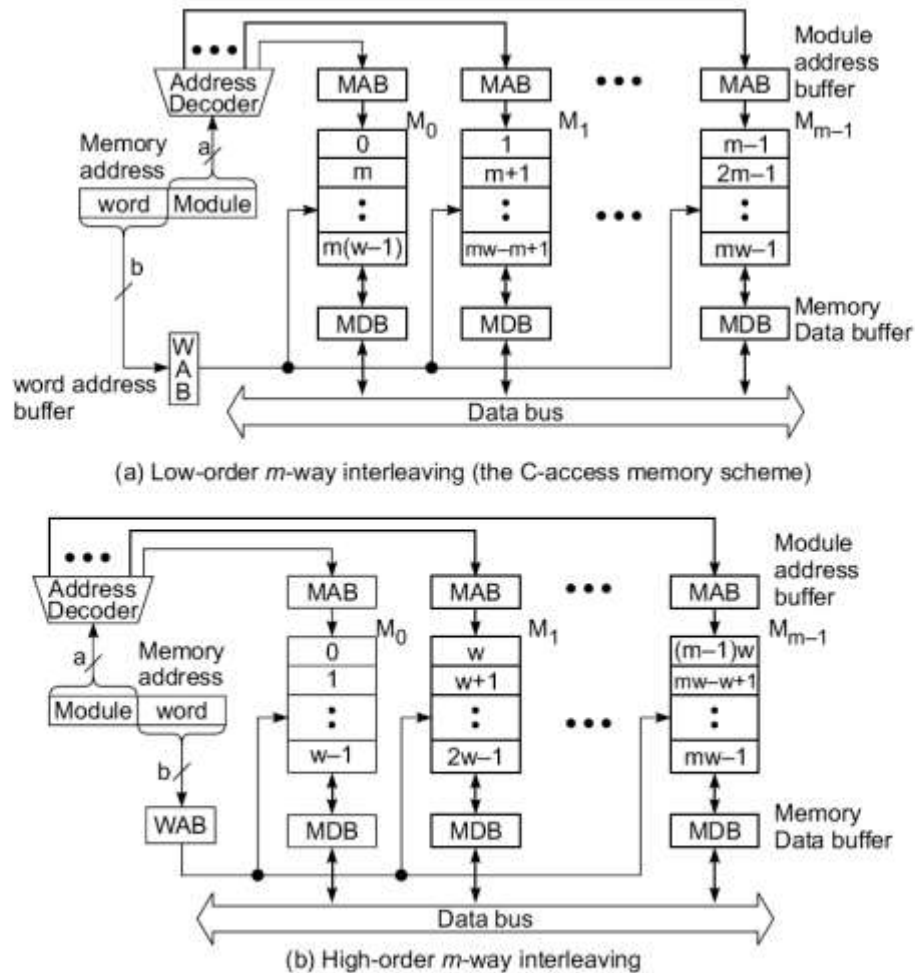 Module
address
buffer
Address
Decoder
MAB
MAB
MAB
M0
M1
Mm–1
a
Memory
address
word
Module
0
m
m(w–1)
1
m+1
mw–m+1
m–1
2m–1
mw–1
b
MDB
MDB
MDB
Memory
Data buffer
W
A
B
word address
buffer
Data bus
(a) Low-order m-way interleaving (the C-access memory scheme)
Module
address
buffer
Address
Decoder
MAB
MAB
MAB
M0
M1
Mm–1
a
Memory
address
Module
word
0
1
w–1
w
w+1
2w–1
(m–1)w
mw–w+1
mw–1
b
WAB
MDB
MDB
MDB
Memory
Data buffer
Data bus
(b) High-order m-way interleaving